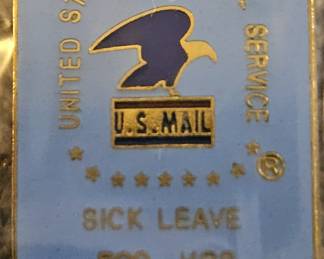 UNITED S
SERVICE
U.S.MAIL
®
SICK LEAVE